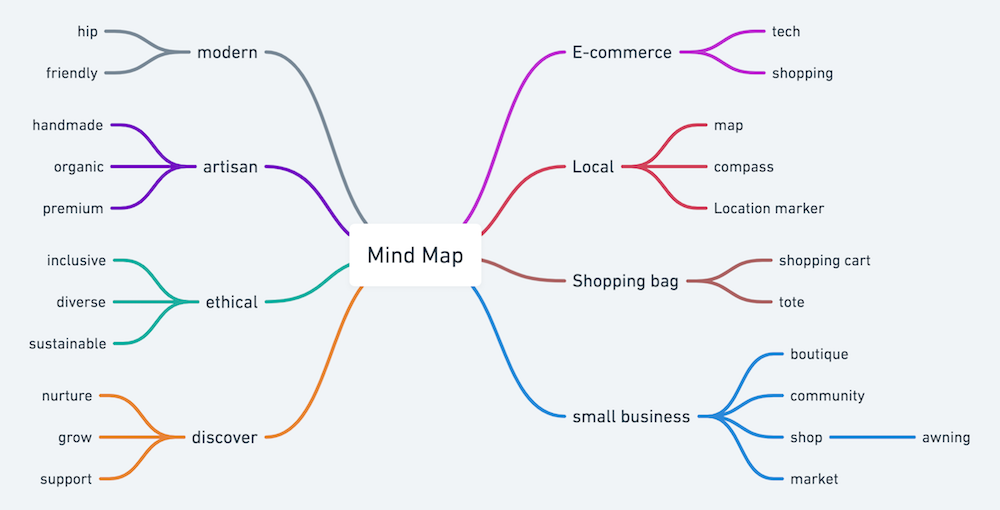 Mind Map
modern
hip
friendly
artisan
handmade
organic
premium
ethical
inclusive
diverse
sustainable
discover
nurture
grow
support
E-commerce
tech
shopping
Local
map
compass
Location marker
Shopping bag
shopping cart
tote
small business
boutique
community
shop
awning
market